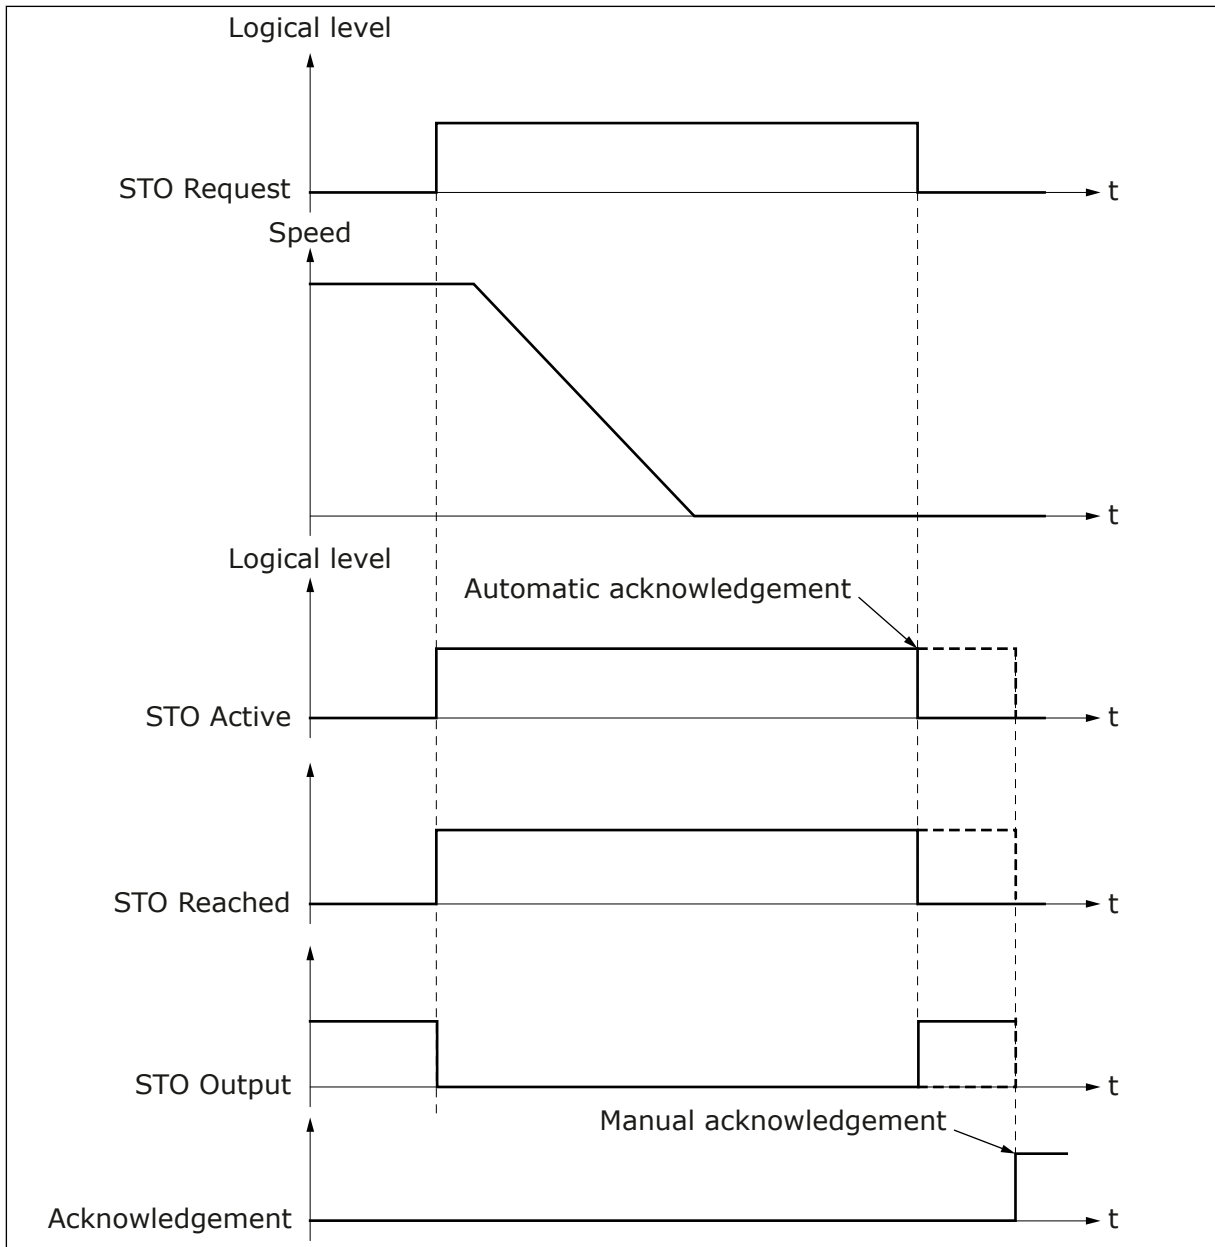 Logical level
STO Request
t
Speed
t
Logical level
Automatic acknowledgement
STO Active
t
STO Reached
t
STO Output
t
Manual acknowledgement
Acknowledgement
t